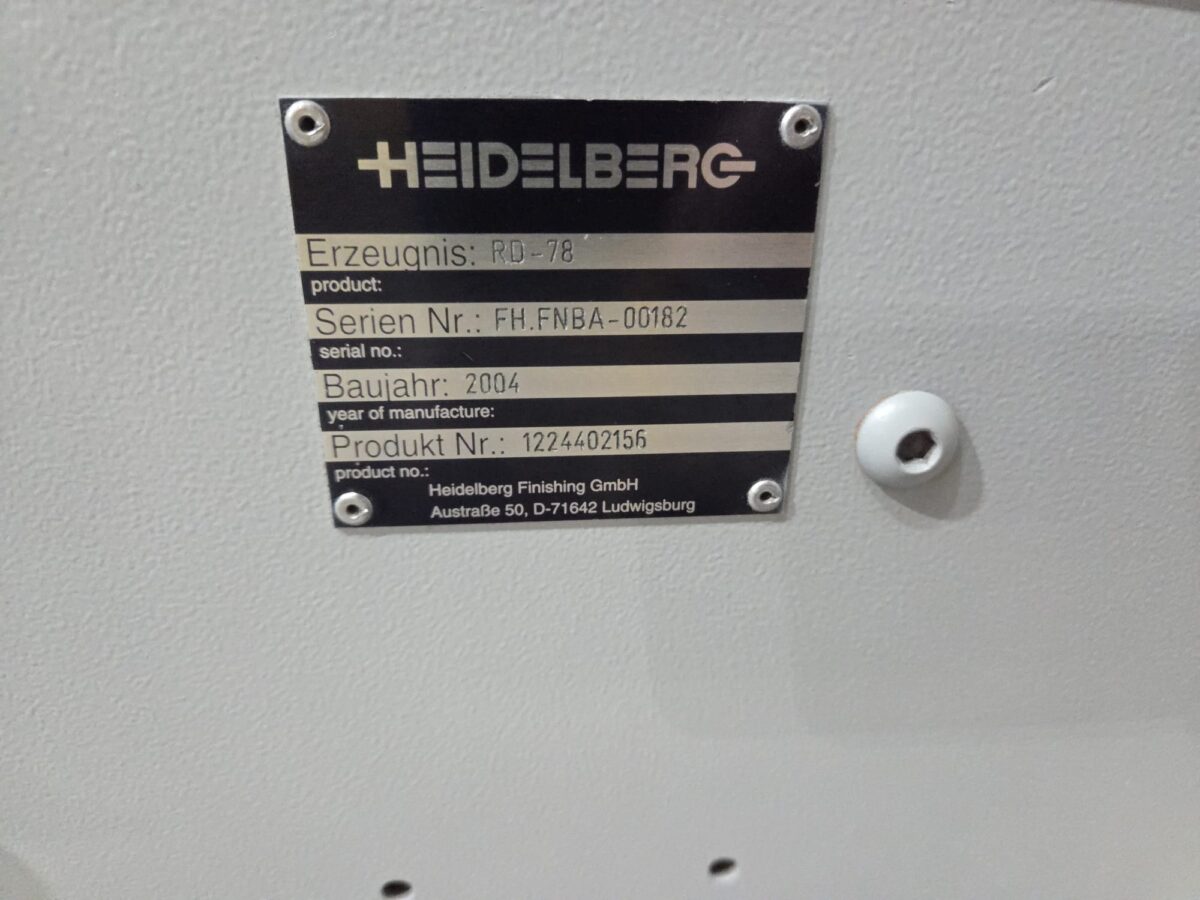 HEIDELBERG
Erzeugnis: RD-78
product:
Serien Nr.: FH.FNBA-00182
serial no.:
Baujahr: 2004
year of manufacture:
Produkt Nr.: 1224402156
product no.:
Heidelberg Finishing GmbH
Austraße 50, D-71642 Ludwigsburg